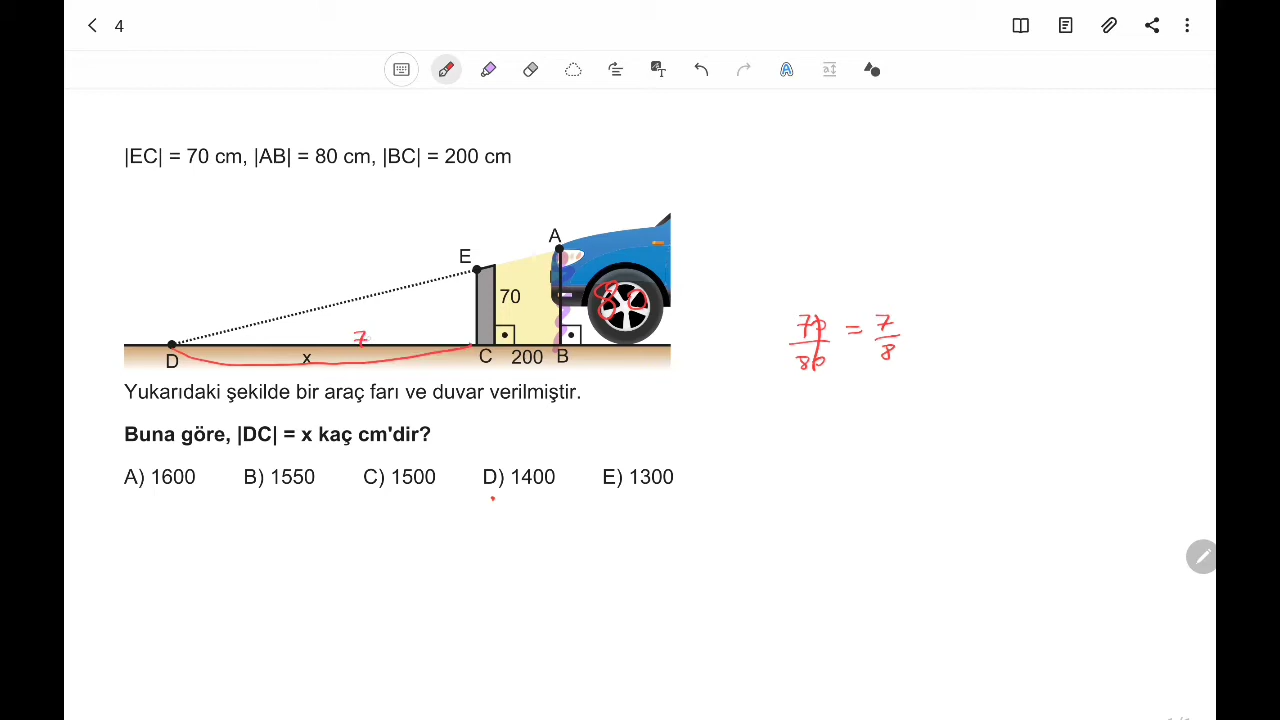 4
|EC| = 70 cm, |AB| = 80 cm, |BC| = 200 cm
A
E
70
80
7
D
x
C
200
B
70/80 = 7/8
Yukarıdaki şekilde bir araç farı ve duvar verilmiştir.
Buna göre, |DC| = x kaç cm'dir?
A) 1600 B) 1550 C) 1500 D) 1400 E) 1300